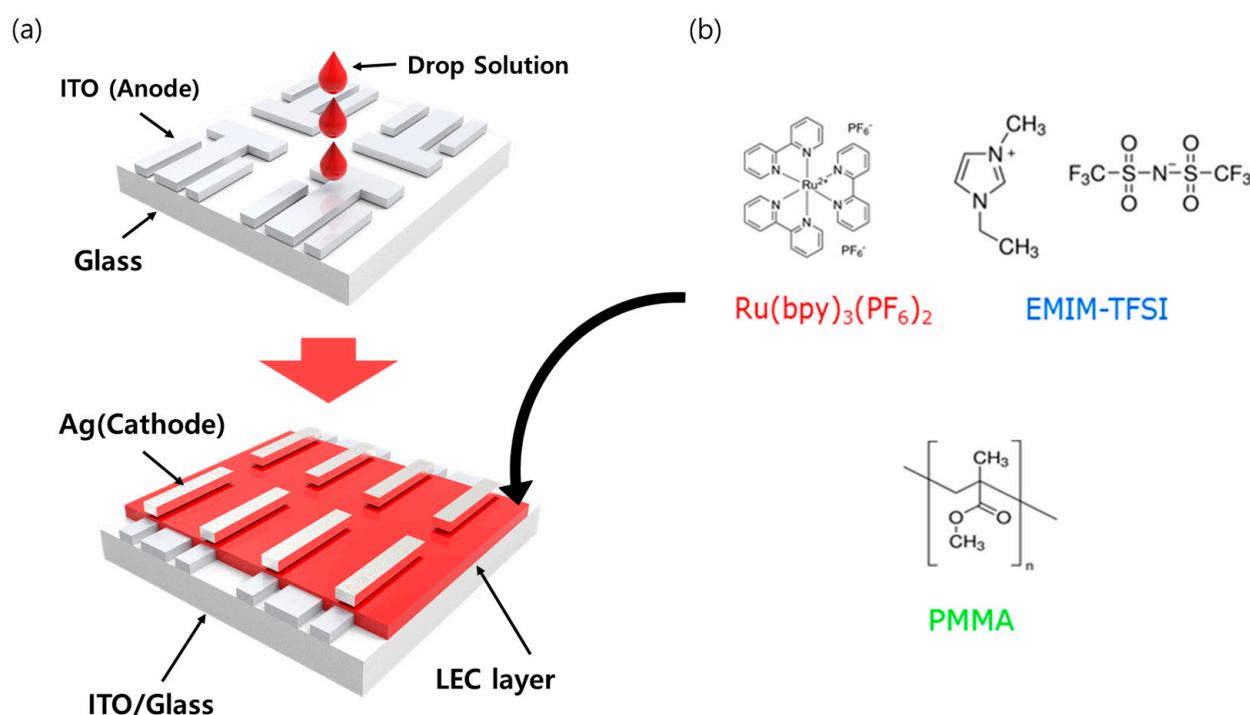 (a)
Drop Solution
ITO (Anode)
Glass
Ag(Cathode)
LEC layer
ITO/Glass
(b)
PF₆⁻
N
N
N
Ru²⁺
N
N
N
PF₆⁻
CH₃
N
+
N
CH₃
O O
F₃C S N⁻ S CF₃
O O
Ru(bpy)₃(PF₆)₂
EMIM-TFSI
CH₃
O O
CH₃
n
PMMA